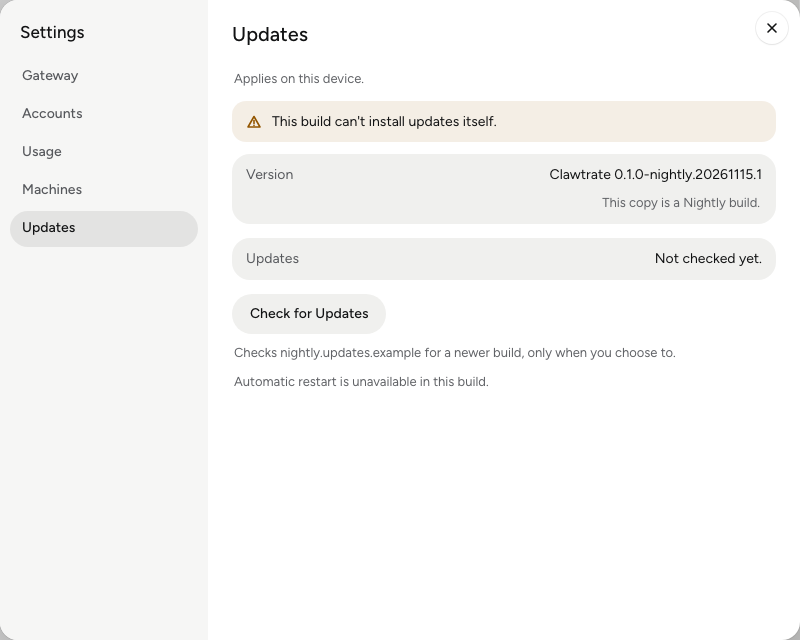 Settings
Gateway
Accounts
Usage
Machines
Updates
Updates
Applies on this device.
This build can't install updates itself.
Version
Clawtrate 0.1.0-nightly.20261115.1
This copy is a Nightly build.
Updates
Not checked yet.
Check for Updates
Checks nightly.updates.example for a newer build, only when you choose to.
Automatic restart is unavailable in this build.